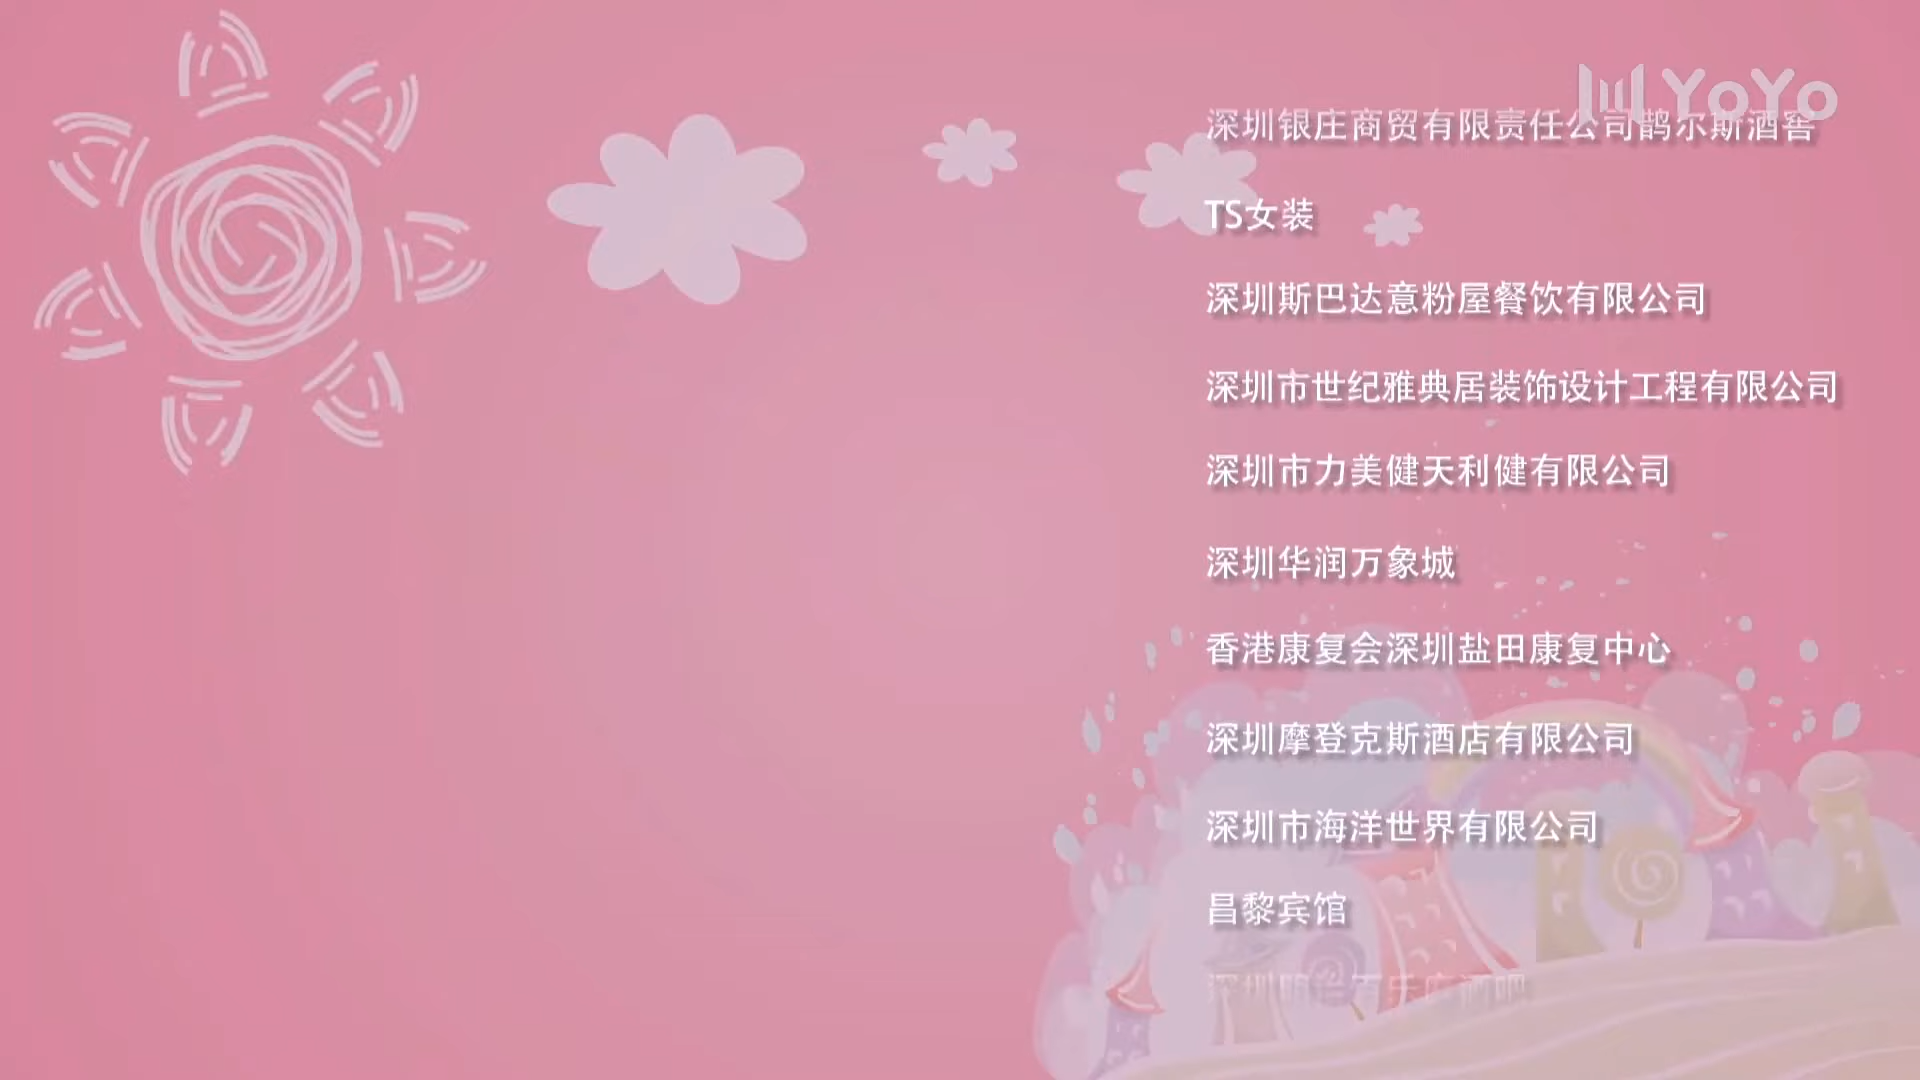 YoYo
深圳银庄商贸有限责任公司鹊尔斯酒窖
TS女装
深圳斯巴达意粉屋餐饮有限公司
深圳市世纪雅典居装饰设计工程有限公司
深圳市力美健天利健有限公司
深圳华润万象城
香港康复会深圳盐田康复中心
深圳摩登克斯酒店有限公司
深圳市海洋世界有限公司
昌黎宾馆